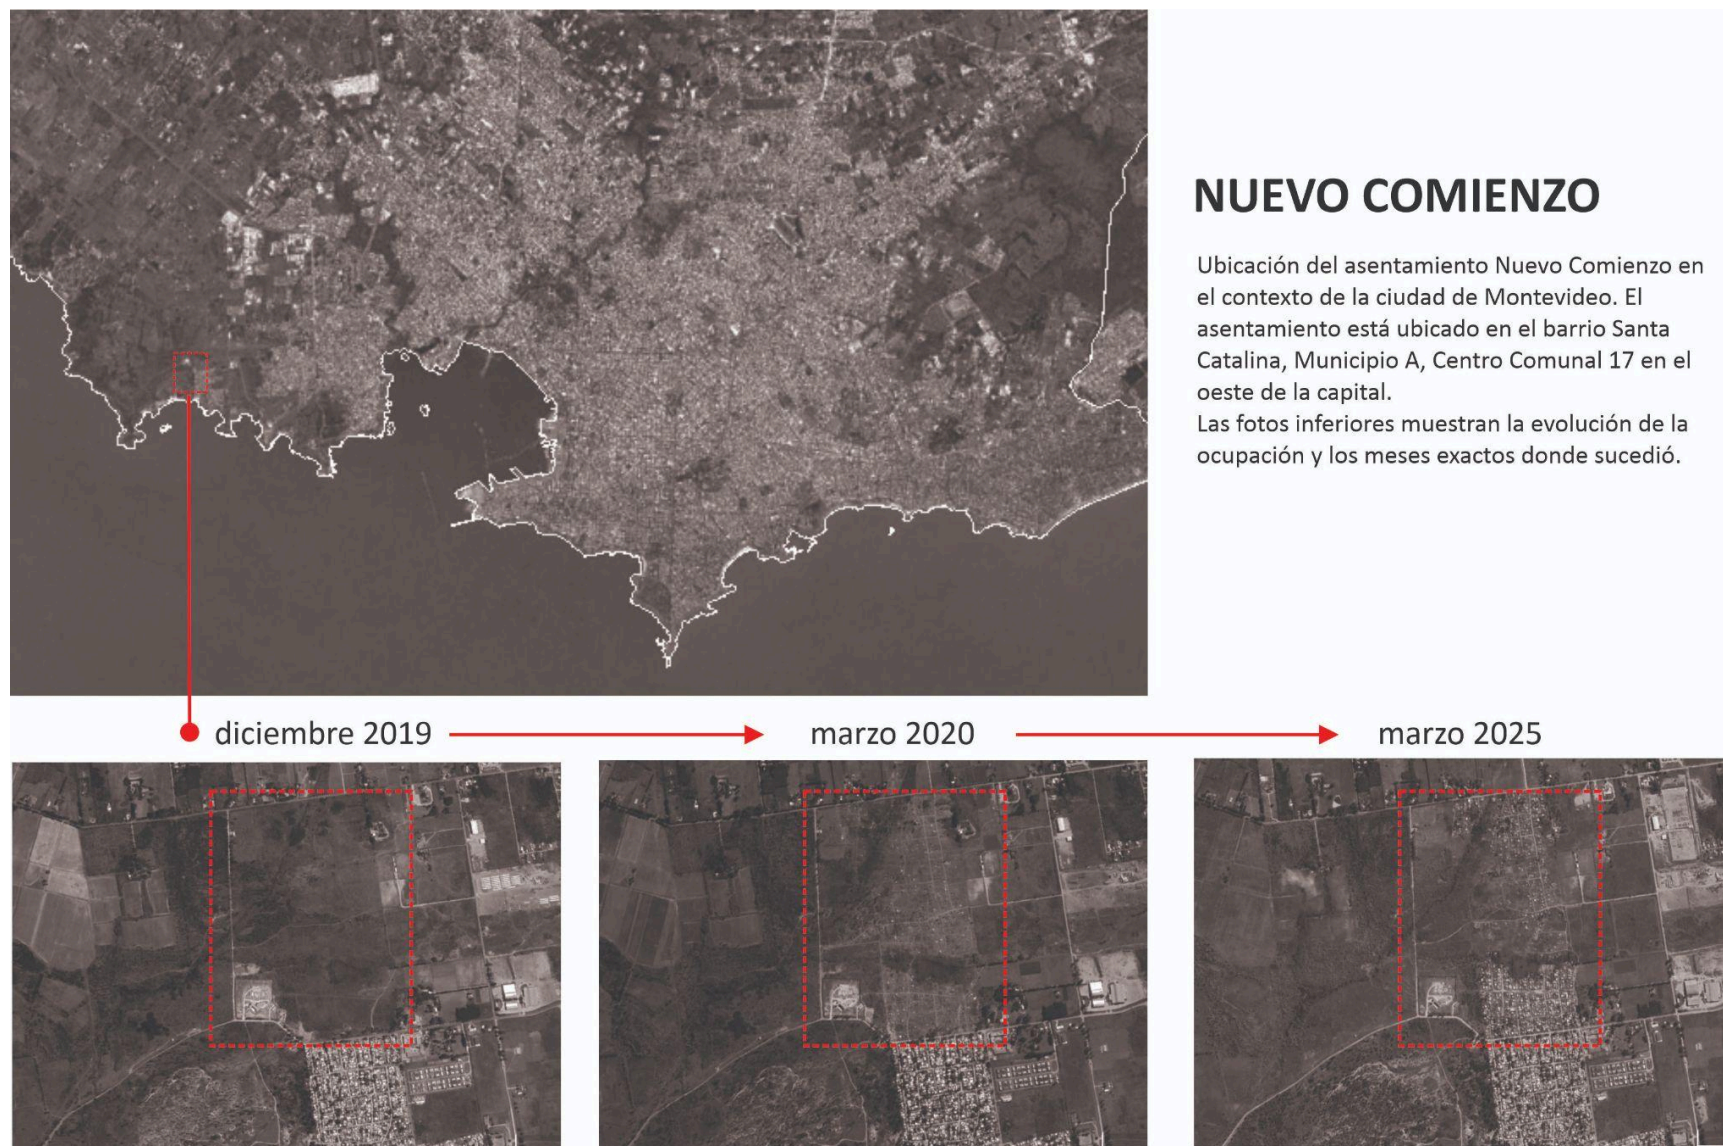 NUEVO COMIENZO
Ubicación del asentamiento Nuevo Comienzo en
el contexto de la ciudad de Montevideo. El
asentamiento está ubicado en el barrio Santa
Catalina, Municipio A, Centro Comunal 17 en el
oeste de la capital.
Las fotos inferiores muestran la evolución de la
ocupación y los meses exactos donde sucedió.
diciembre 2019
marzo 2020
marzo 2025